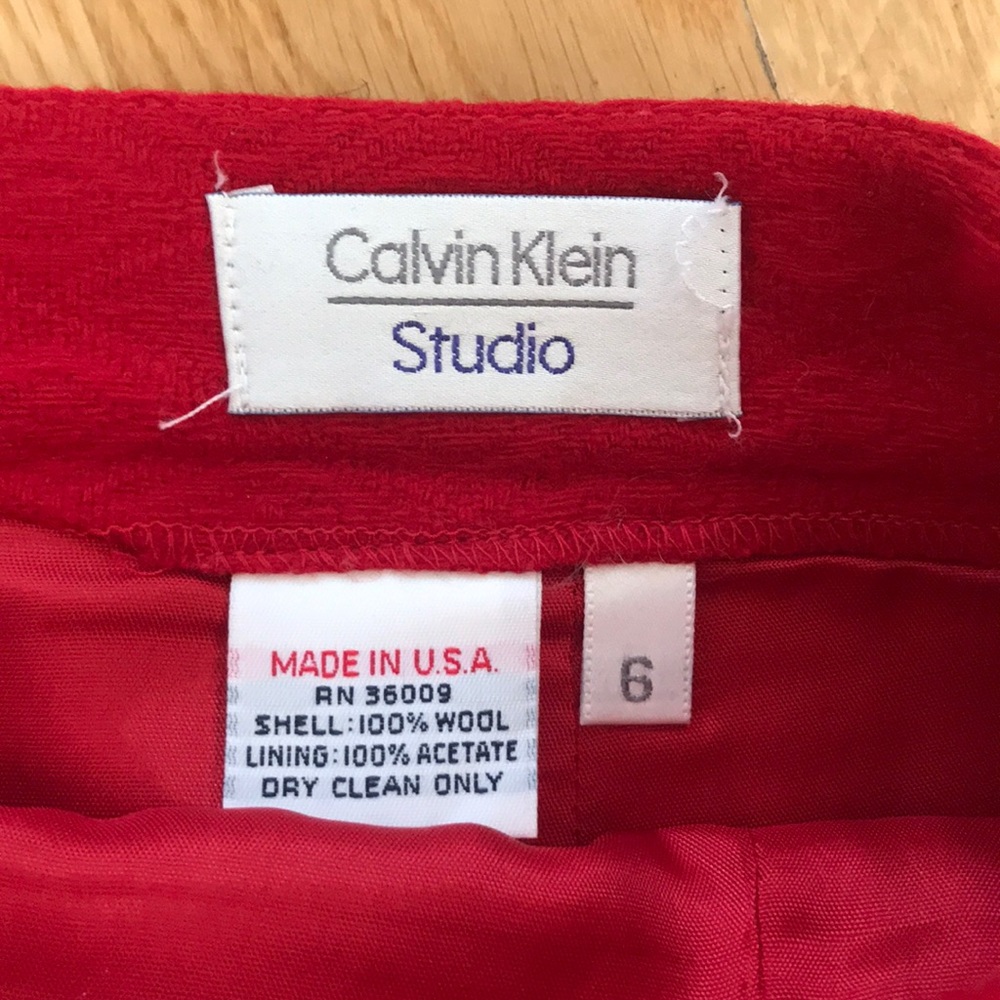 Calvin Klein
Studio
MADE IN U.S.A.
RN 36009
SHELL: 100% WOOL
LINING: 100% ACETATE
DRY CLEAN ONLY
6